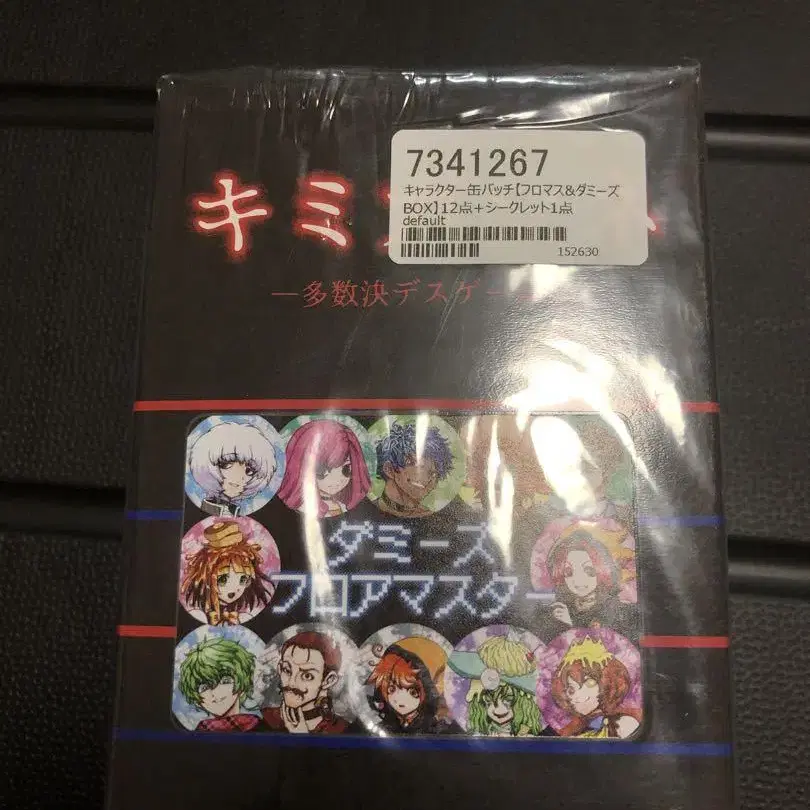 7341267
キャラクター缶バッチ【フロマス&ダミーズ
BOX】12点+シークレット1点
default
152630
キミ
―多数決デスゲー
ダミーズ
フロアマスター